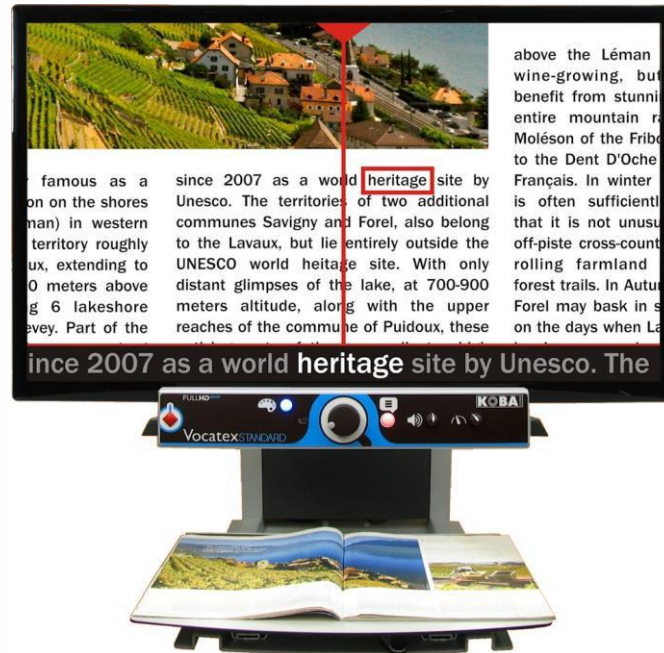 famous as a
on on the shores
man) in western
territory roughly
ux, extending to
0 meters above
g 6 lakeshore
evey. Part of the
since 2007 as a world heritage site by
Unesco. The territories of two additional
communes Savigny and Forel, also belong
to the Lavaux, but lie entirely outside the
UNESCO world heitage site. With only
distant glimpses of the lake, at 700-900
meters altitude, along with the upper
reaches of the commune of Puidoux, these
above the Léman
wine-growing, but
benefit from stunni
entire mountain ra
Moléson of the Fribo
to the Dent D'Oche
Français. In winter
is often sufficientl
that it is not unusu
off-piste cross-count
rolling farmland
forest trails. In Autu
Forel may bask in s
on the days when La
ince 2007 as a world heritage site by Unesco. The
FULLHD
VocatexSTANDARD
KOBA